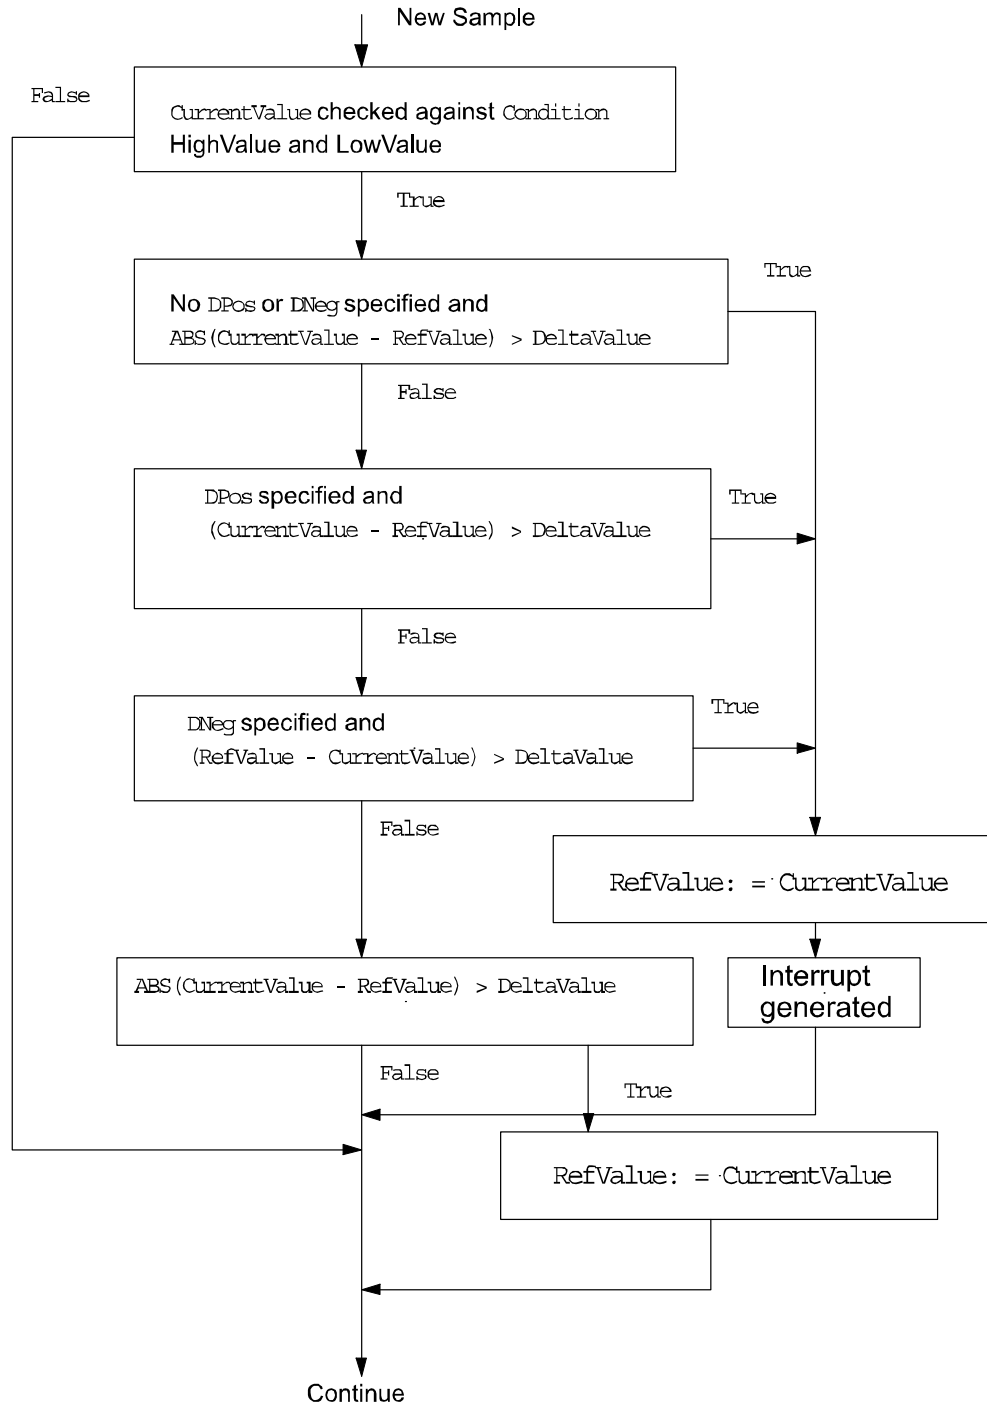 New Sample
False
CurrentValue checked against Condition
HighValue and LowValue
True
True
No DPos or DNeg specified and
ABS(CurrentValue - RefValue) > DeltaValue
False
DPos specified and
True
(CurrentValue - RefValue) > DeltaValue
False
True
DNeg specified and
(RefValue - CurrentValue) > DeltaValue
False
RefValue: = CurrentValue
ABS(CurrentValue - RefValue) > DeltaValue
Interrupt
generated
False
True
RefValue: = CurrentValue
Continue